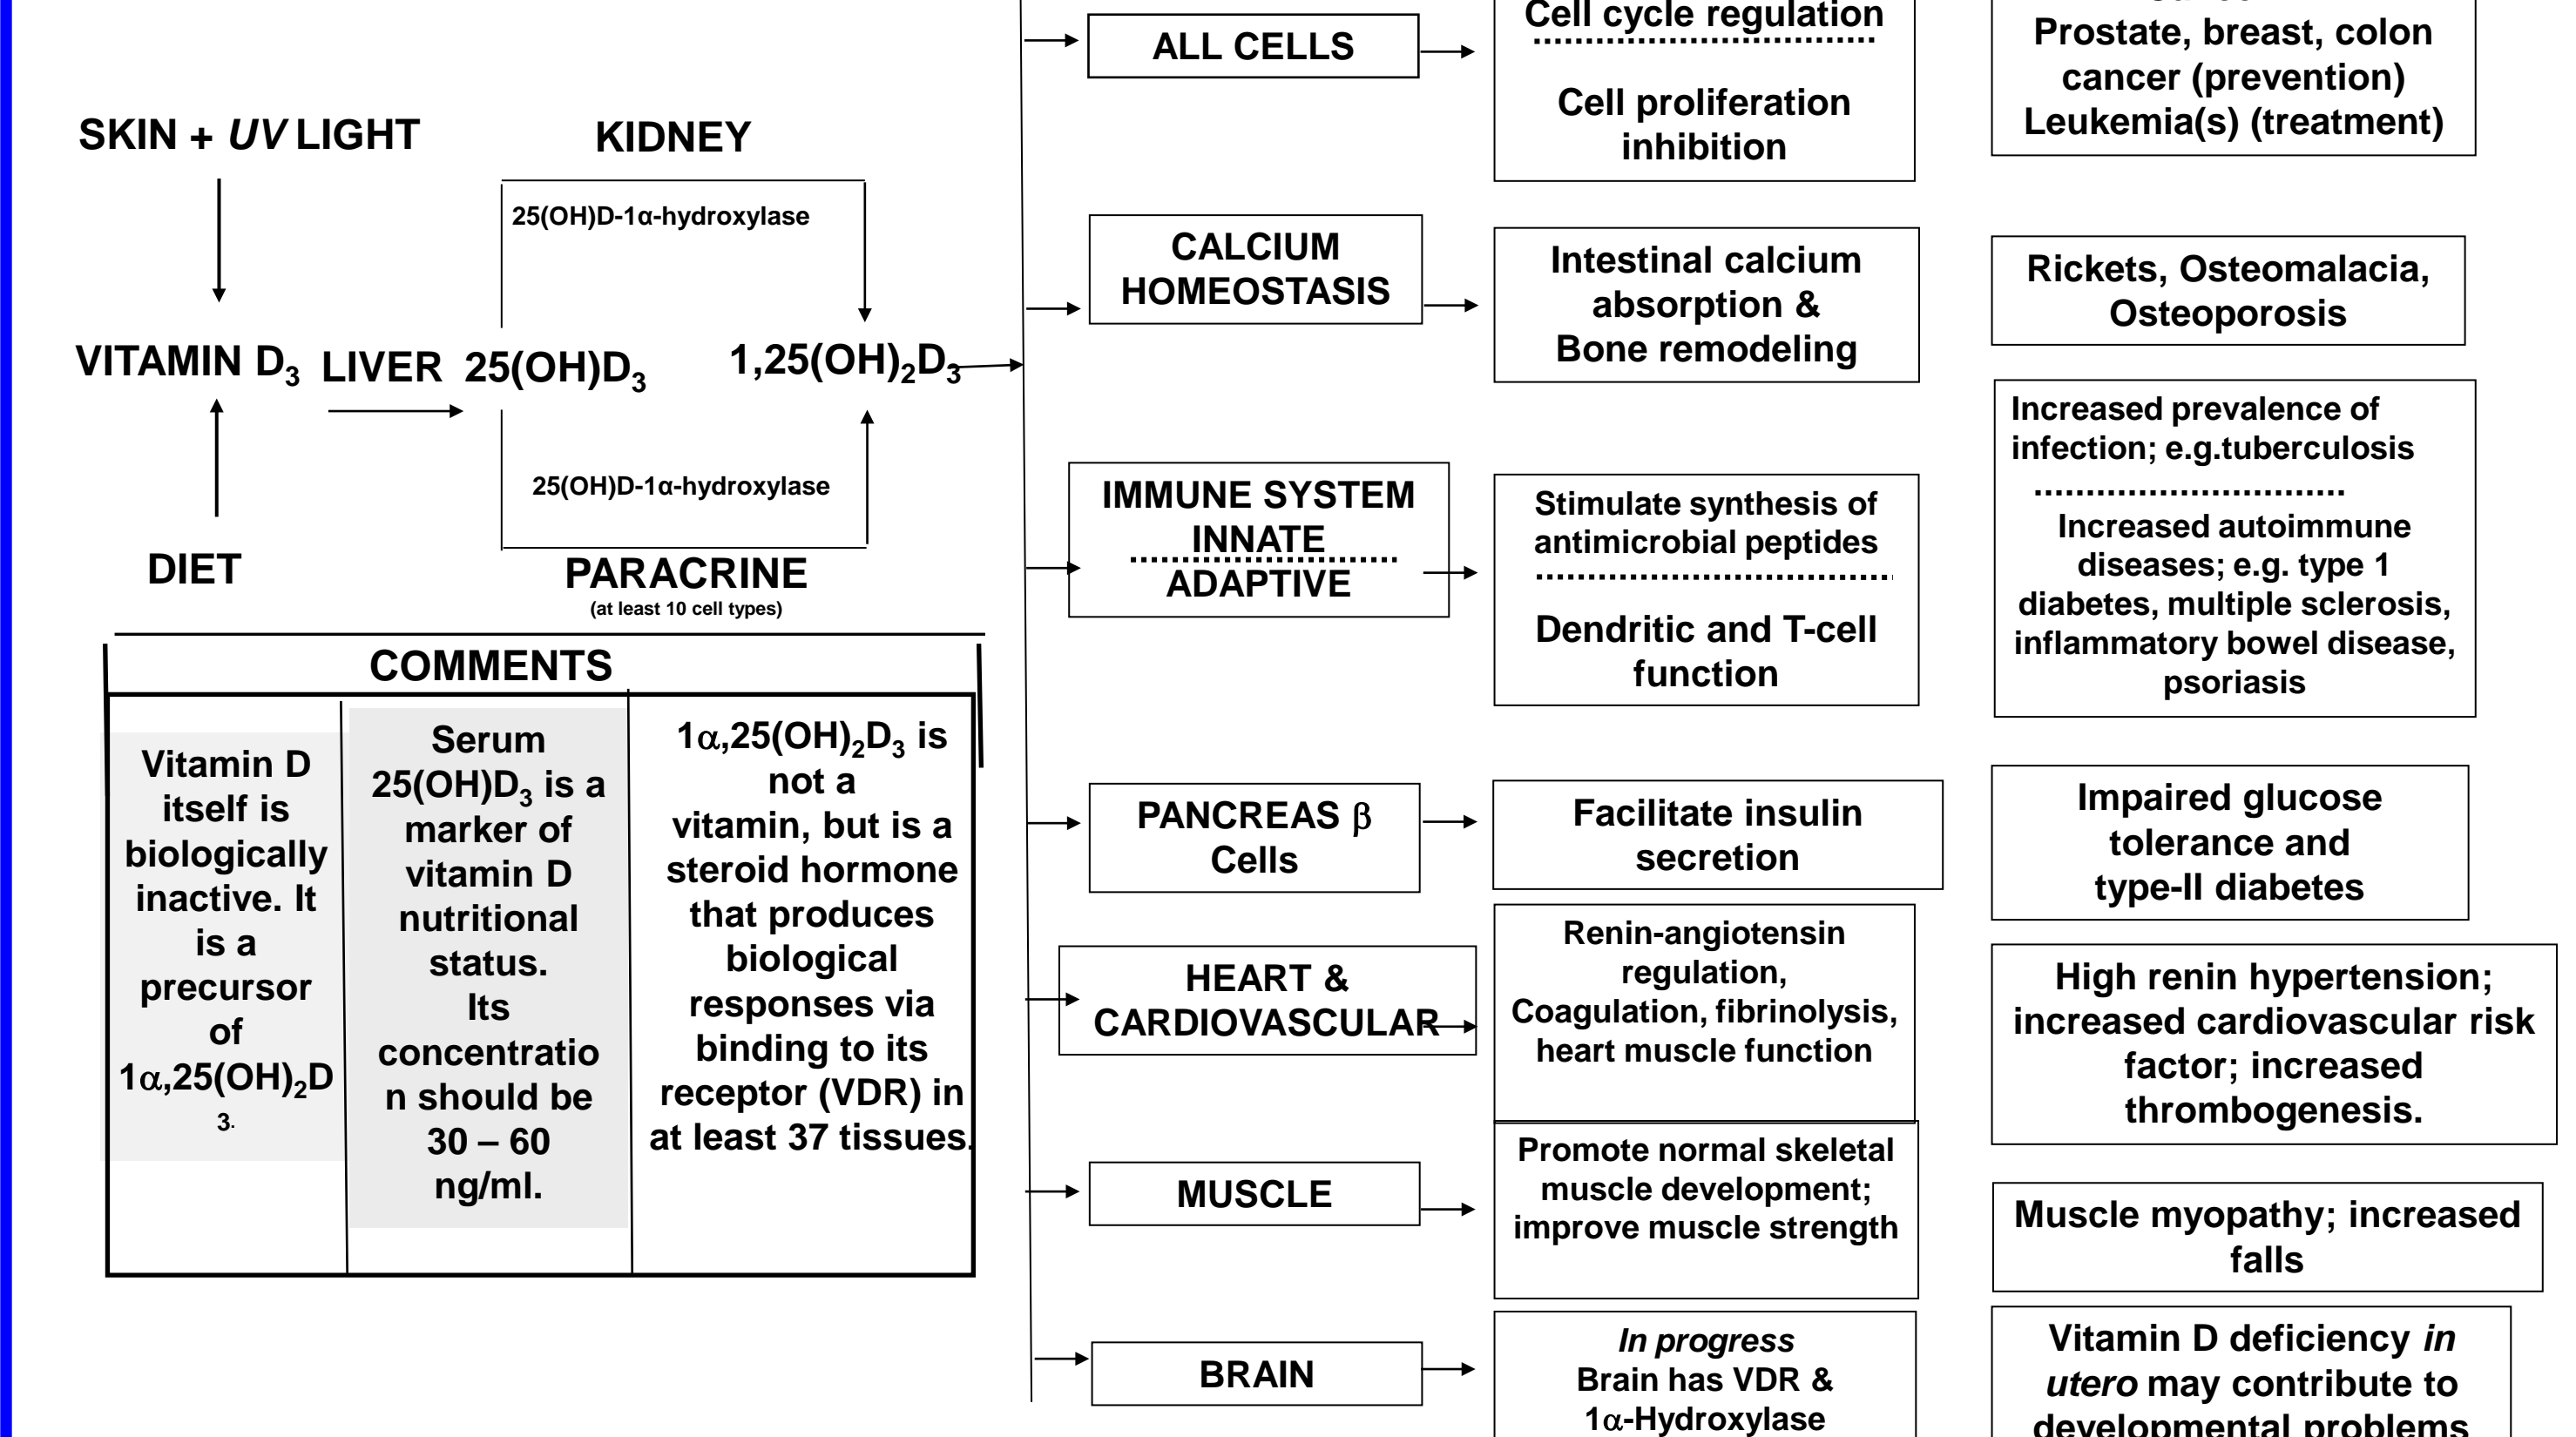 SKIN + UV LIGHT
KIDNEY
25(OH)D-1α-hydroxylase
VITAMIN D3
LIVER
25(OH)D3
1,25(OH)2D3
25(OH)D-1α-hydroxylase
DIET
PARACRINE
(at least 10 cell types)
COMMENTS
Vitamin D
itself is
biologically
inactive. It
is a
precursor
of
1α,25(OH)2D
3.
Serum
25(OH)D3 is a
marker of
vitamin D
nutritional
status.
Its
concentratio
n should be
30 – 60
ng/ml.
1α,25(OH)2D3 is
not a
vitamin, but is a
steroid hormone
that produces
biological
responses via
binding to its
receptor (VDR) in
at least 37 tissues.
ALL CELLS
Cell cycle regulation
Cell proliferation
inhibition
Prostate, breast, colon
cancer (prevention)
Leukemia(s) (treatment)
CALCIUM
HOMEOSTASIS
Intestinal calcium
absorption &
Bone remodeling
Rickets, Osteomalacia,
Osteoporosis
IMMUNE SYSTEM
INNATE
ADAPTIVE
Stimulate synthesis of
antimicrobial peptides
Dendritic and T-cell
function
Increased prevalence of
infection; e.g.tuberculosis
Increased autoimmune
diseases; e.g. type 1
diabetes, multiple sclerosis,
inflammatory bowel disease,
psoriasis
PANCREAS β
Cells
Facilitate insulin
secretion
Impaired glucose
tolerance and
type-II diabetes
HEART &
CARDIOVASCULAR
Renin-angiotensin
regulation,
Coagulation, fibrinolysis,
heart muscle function
High renin hypertension;
increased cardiovascular risk
factor; increased
thrombogenesis.
MUSCLE
Promote normal skeletal
muscle development;
improve muscle strength
Muscle myopathy; increased
falls
BRAIN
In progress
Brain has VDR &
1α-Hydroxylase
Vitamin D deficiency in
utero may contribute to
developmental problems